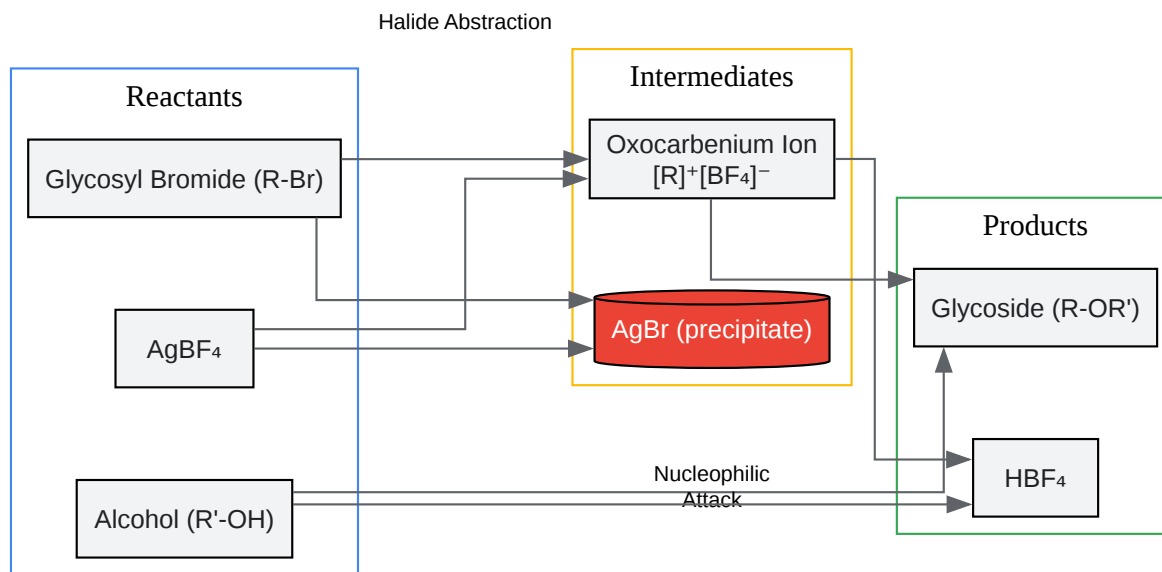 Halide Abstraction
Reactants
Glycosyl Bromide (R-Br)
AgBF₄
Alcohol (R'-OH)
Intermediates
Oxocarbenium Ion
[R]⁺[BF₄]⁻
AgBr (precipitate)
Nucleophilic
Attack
Products
Glycoside (R-OR')
HBF₄